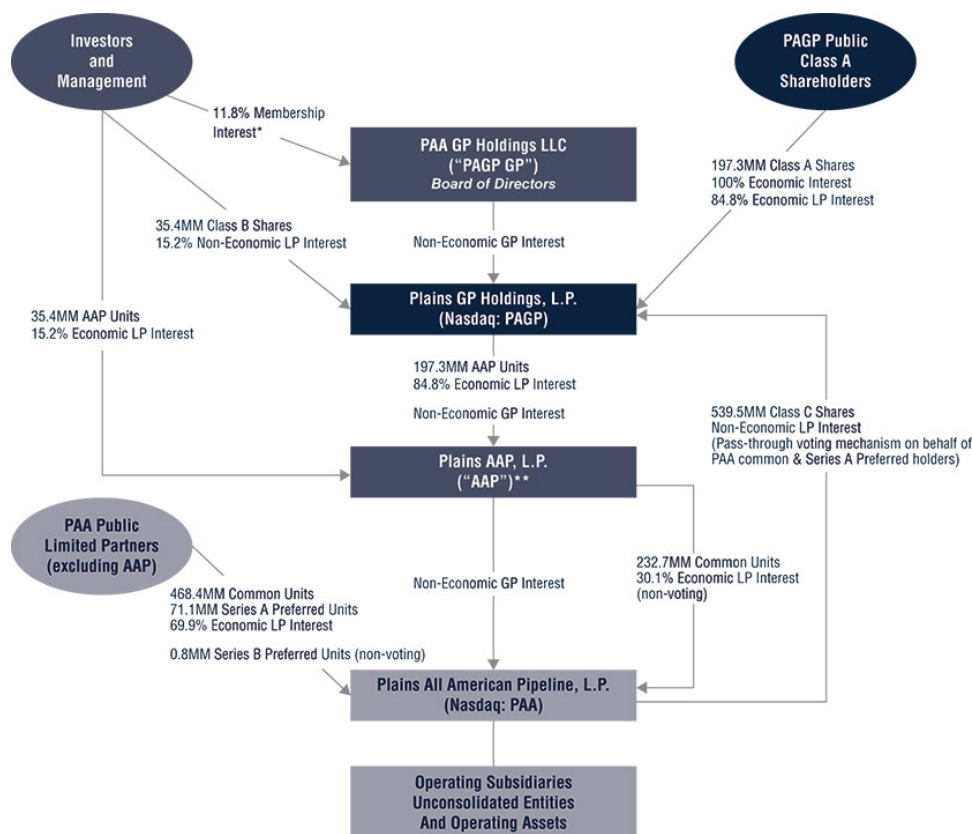 Investors
and
Management
PAGP Public
Class A
Shareholders
11.8% Membership
Interest*
PAA GP Holdings LLC
(“PAGP GP”)
Board of Directors
197.3MM Class A Shares
100% Economic Interest
84.8% Economic LP Interest
35.4MM Class B Shares
15.2% Non-Economic LP Interest
Non-Economic GP Interest
Plains GP Holdings, L.P.
(Nasdaq: PAGP)
35.4MM AAP Units
15.2% Economic LP Interest
197.3MM AAP Units
84.8% Economic LP Interest
Non-Economic GP Interest
539.5MM Class C Shares
Non-Economic LP Interest
(Pass-through voting mechanism on behalf of
PAA common & Series A Preferred holders)
Plains AAP, L.P.
(“AAP”)**
PAA Public
Limited Partners
(excluding AAP)
232.7MM Common Units
30.1% Economic LP Interest
(non-voting)
Non-Economic GP Interest
468.4MM Common Units
71.1MM Series A Preferred Units
69.9% Economic LP Interest
0.8MM Series B Preferred Units (non-voting)
Plains All American Pipeline, L.P.
(Nasdaq: PAA)
Operating Subsidiaries
Unconsolidated Entities
And Operating Assets